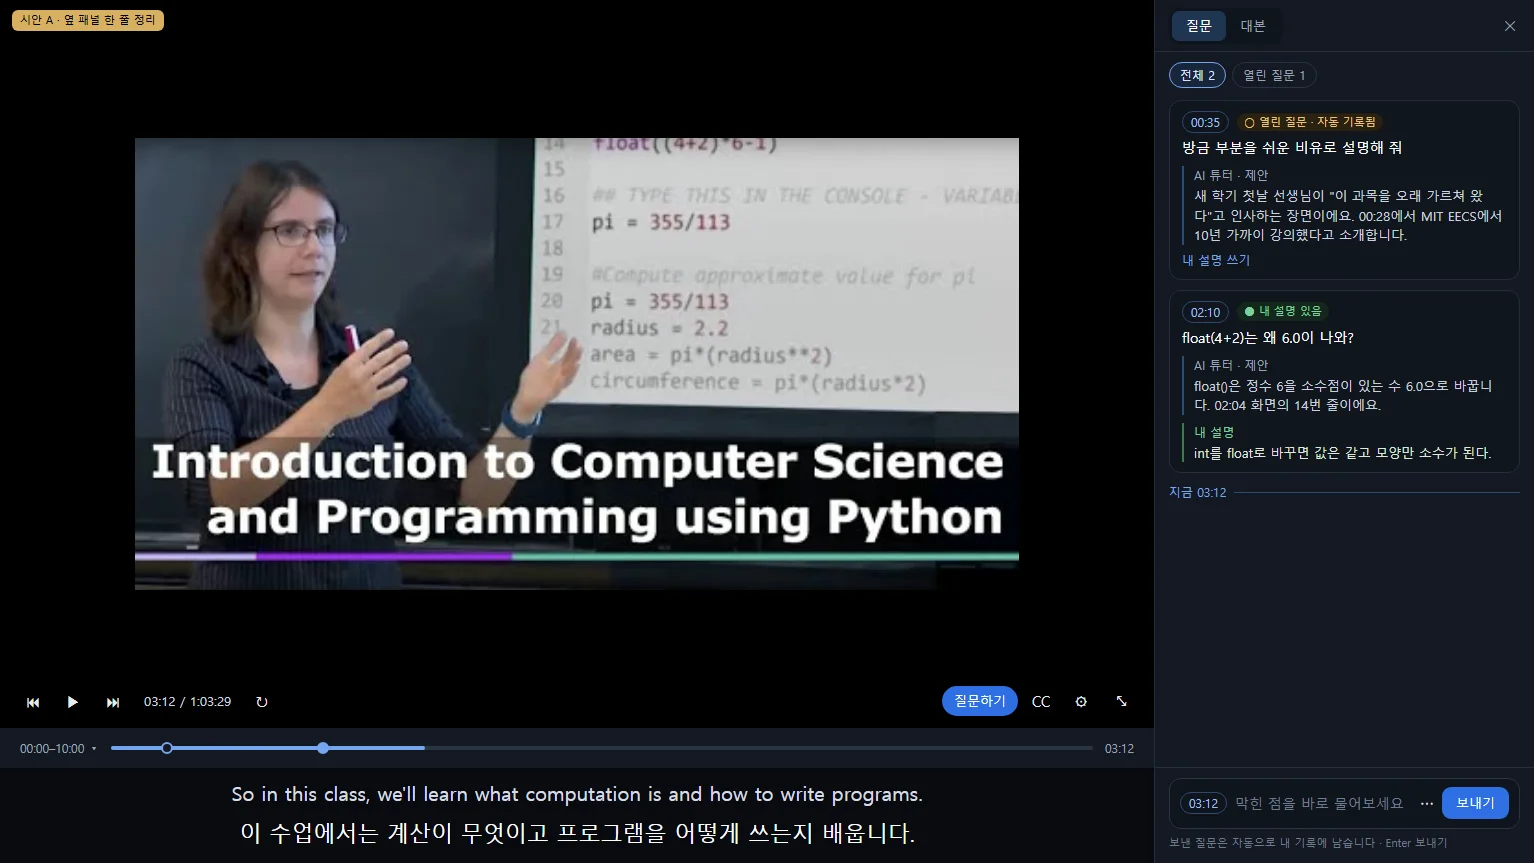 시안 A · 옆 패널 한 줄 정리
14 float((4+2)*6-1)
15
16 ## TYPE THIS IN THE CONSOLE - VARIABL
17 pi = 355/113
18
19 #Compute approximate value for pi
20 pi = 355/113
21 radius = 2.2
area = pi*(radius**2)
circumference = pi*(radius*2)
Introduction to Computer Science
and Programming using Python
03:12 / 1:03:29
질문하기 CC
00:00–10:00
03:12
So in this class, we'll learn what computation is and how to write programs.
이 수업에서는 계산이 무엇이고 프로그램을 어떻게 쓰는지 배웁니다.
질문 대본
전체 2 열린 질문 1
00:35 열린 질문 · 자동 기록됨
방금 부분을 쉬운 비유로 설명해 줘
AI 튜터 · 제안
새 학기 첫날 선생님이 "이 과목을 오래 가르쳐 왔
다"고 인사하는 장면이에요. 00:28에서 MIT EECS에서
10년 가까이 강의했다고 소개합니다.
내 설명 쓰기
02:10 내 설명 있음
float(4+2)는 왜 6.0이 나와?
AI 튜터 · 제안
float()은 정수 6을 소수점이 있는 수 6.0으로 바꿉니
다. 02:04 화면의 14번 줄이에요.
내 설명
int를 float로 바꾸면 값은 같고 모양만 소수가 된다.
지금 03:12
03:12 막힌 점을 바로 물어보세요 ··· 보내기
보낸 질문은 자동으로 내 기록에 남습니다 · Enter 보내기